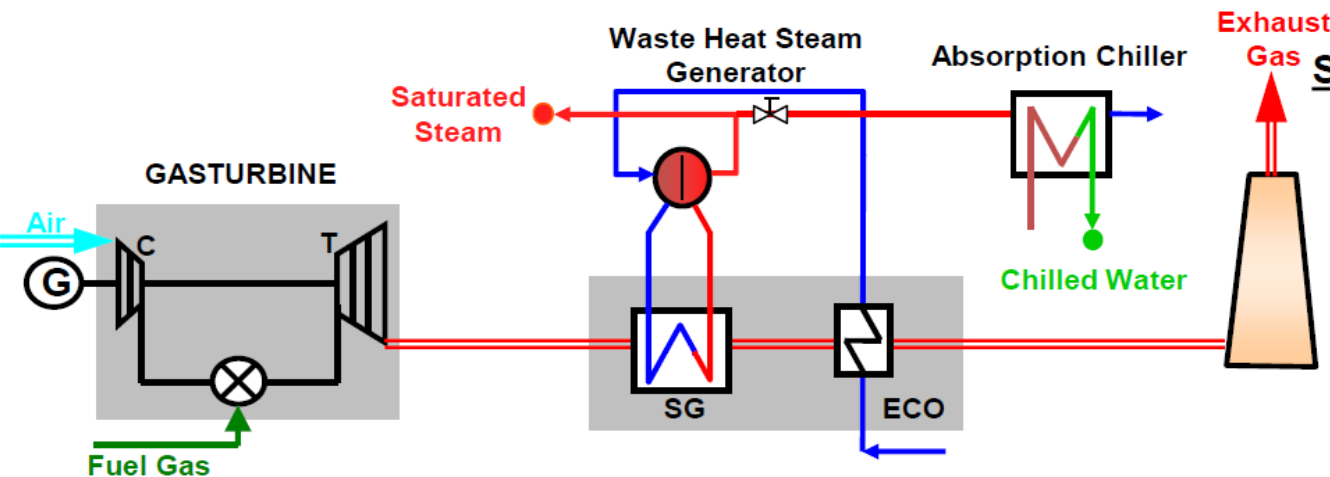 Exhaust
Gas
S
Waste Heat Steam
Generator
Absorption Chiller
Saturated
Steam
GASTURBINE
Air
C
T
G
Chilled Water
SG
ECO
Fuel Gas